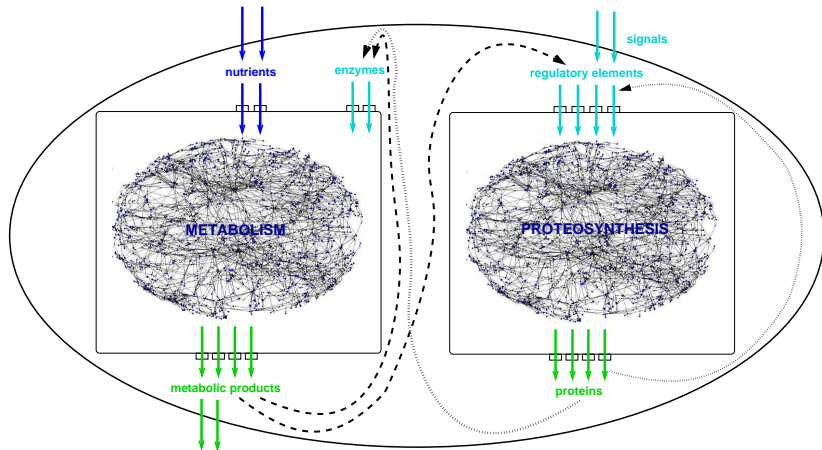 signals
nutrients
enzymes
regulatory elements
METABOLISM
PROTEOSYNTHESIS
metabolic products
proteins